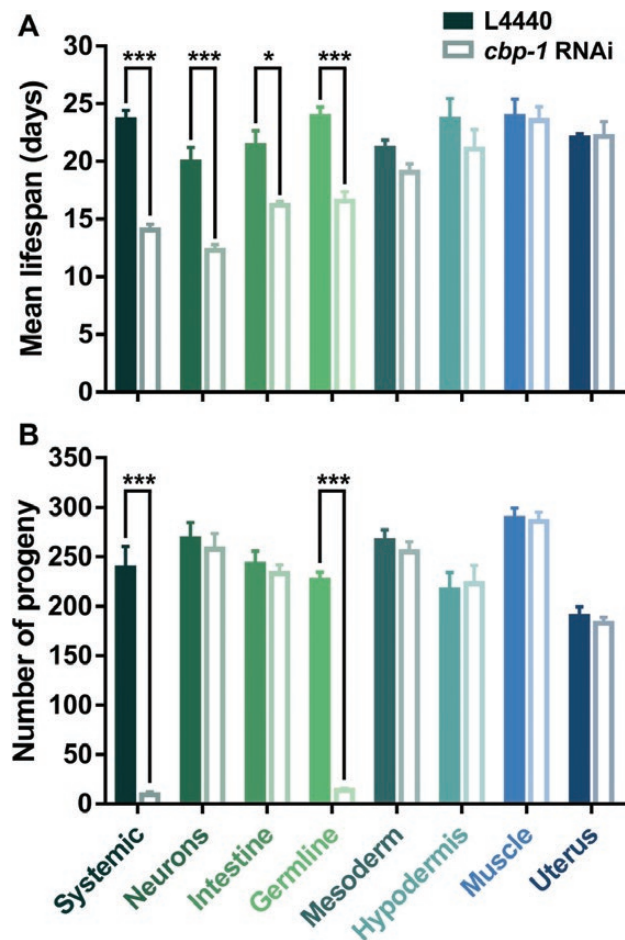 A
L4440
cbp-1 RNAi
Mean lifespan (days)
30
25
20
15
10
5
0
***
***
*
***
B
Number of progeny
350
300
250
200
150
100
50
0
***
***
Systemic
Neurons
Intestine
Germline
Mesoderm
Hypodermis
Muscle
Uterus